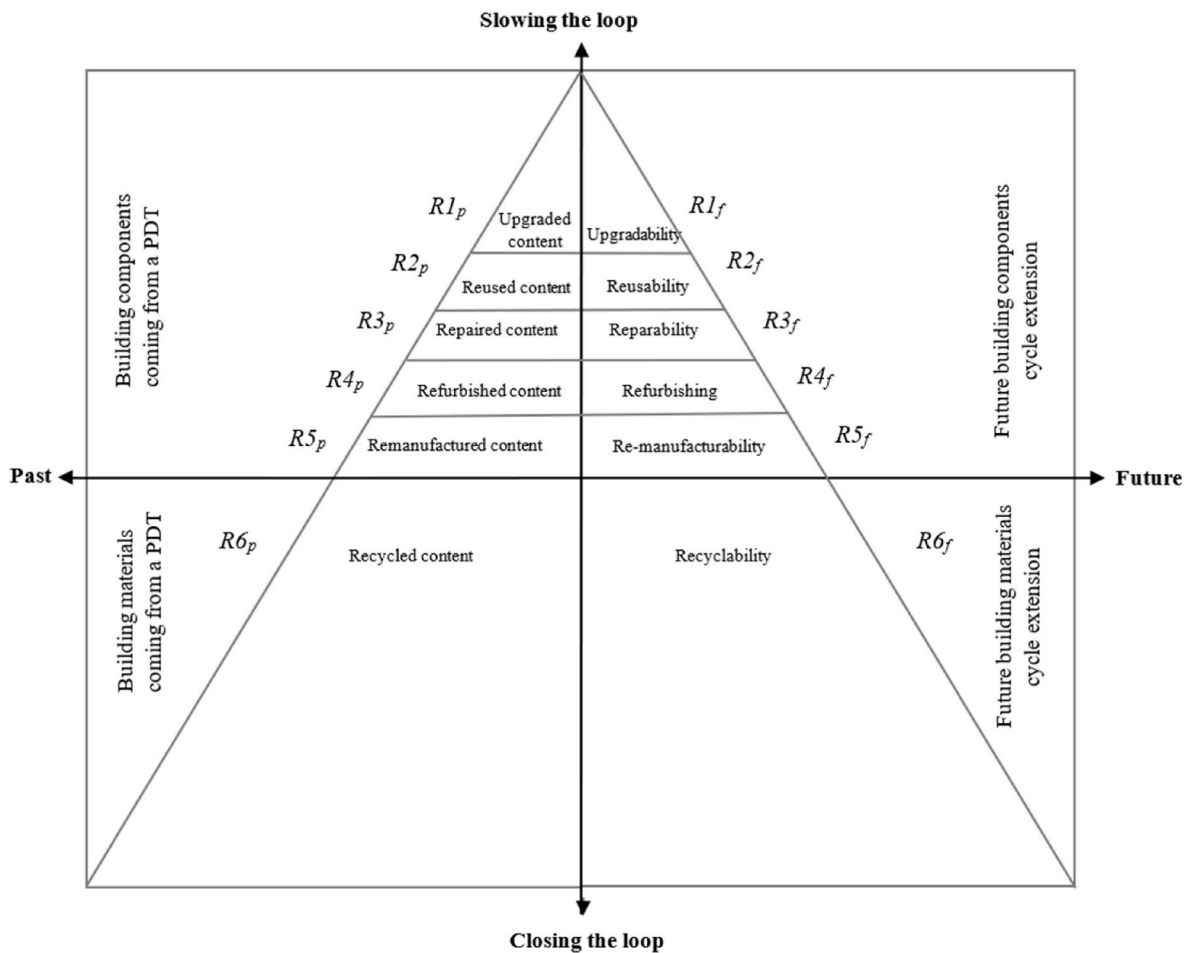 Slowing the loop
Building components
coming from a PDT
R1p
Upgraded
content
Upgradability
R1f
R2p
Reused content
Reusability
R2f
R3p
Repaired content
Reparability
R3f
R4p
Refurbished content
Refurbishing
R4f
R5p
Remanufactured content
Re-manufacturability
R5f
Future building components
cycle extension
Past
Future
Building materials
coming from a PDT
R6p
Recycled content
Recyclability
R6f
Future building materials
cycle extension
Closing the loop